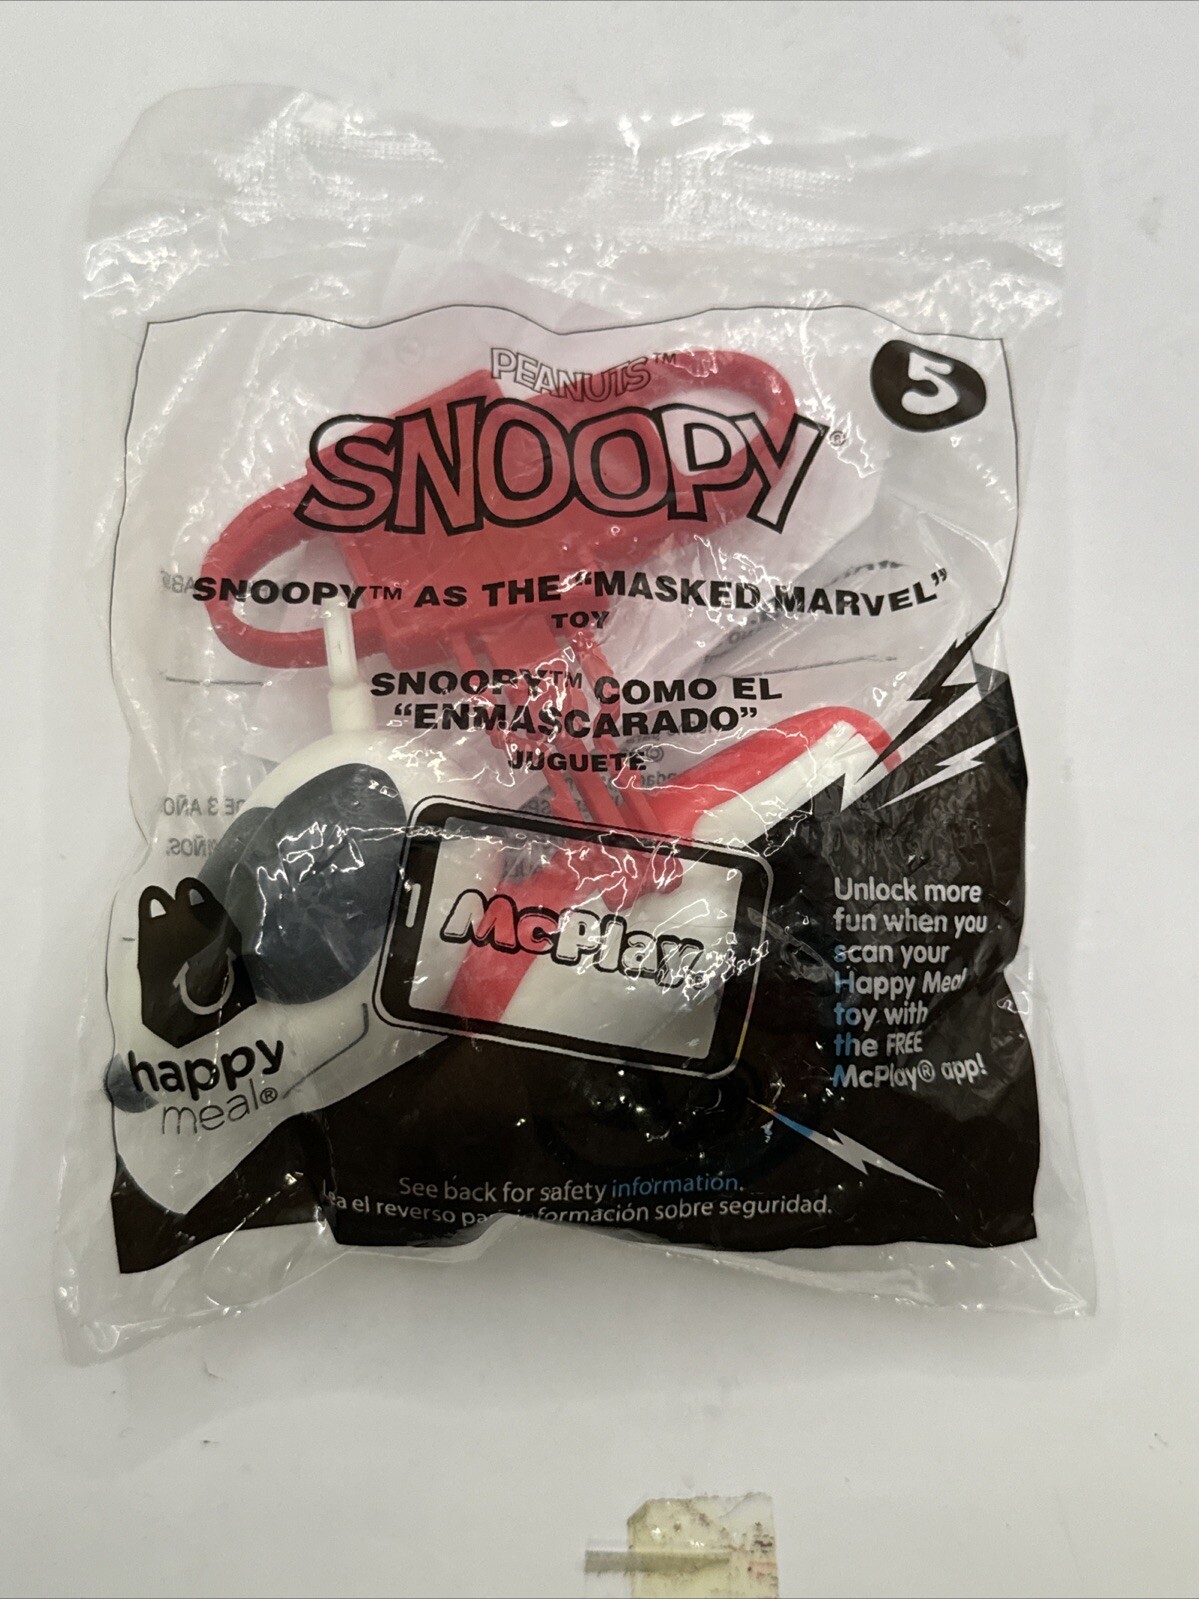 PEANUTS™
5
SNOOPY®
SNOOPY™ AS THE "MASKED MARVEL"
TOY
SNOOPY™ COMO EL
"ENMASCARADO"
JUGUETE
McPlay
Unlock more
fun when you
scan your
Happy Meal
toy with
the FREE
McPlay® app!
happy
meal®
See back for safety information.
Lea el reverso para información sobre seguridad.